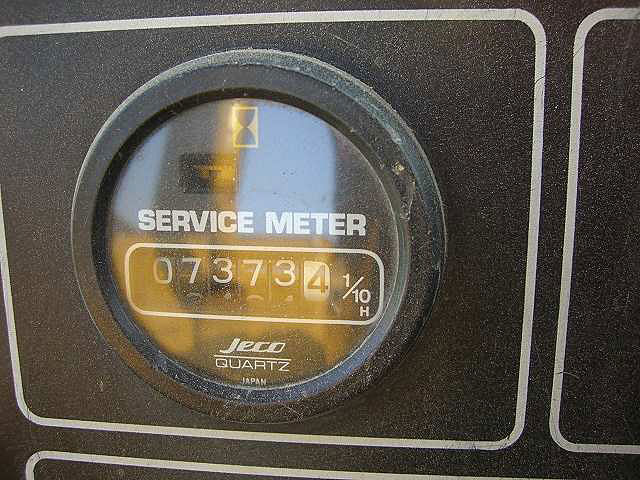 SERVICE METER
073734 1/10 H
Jeco
QUARTZ
JAPAN